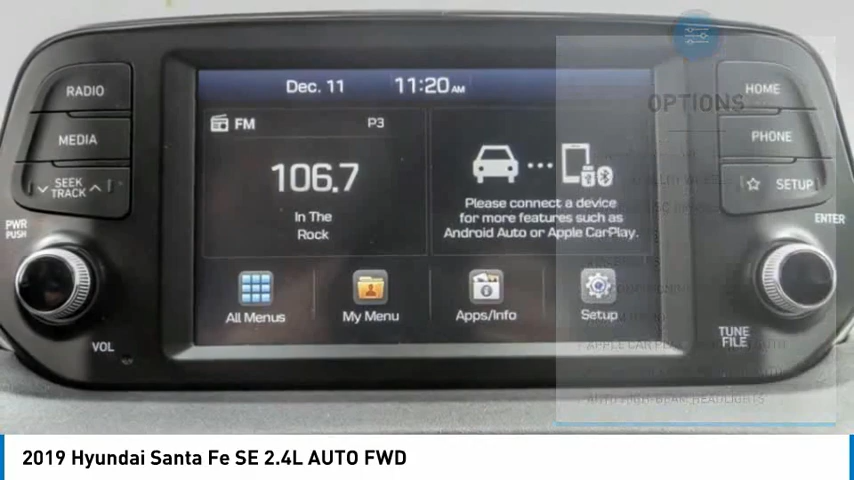 RADIO
MEDIA
SEEK
TRACK
PWR
PUSH
VOL
Dec. 11
11:20 AM
FM
P3
106.7
In The
Rock
Please connect a device
for more features such as
Android Auto or Apple CarPlay.
All Menus
My Menu
Apps/Info
Setup
HOME
PHONE
SETUP
ENTER
TUNE
FILE
OPTIONS
2019 Hyundai Santa Fe SE 2.4L AUTO FWD